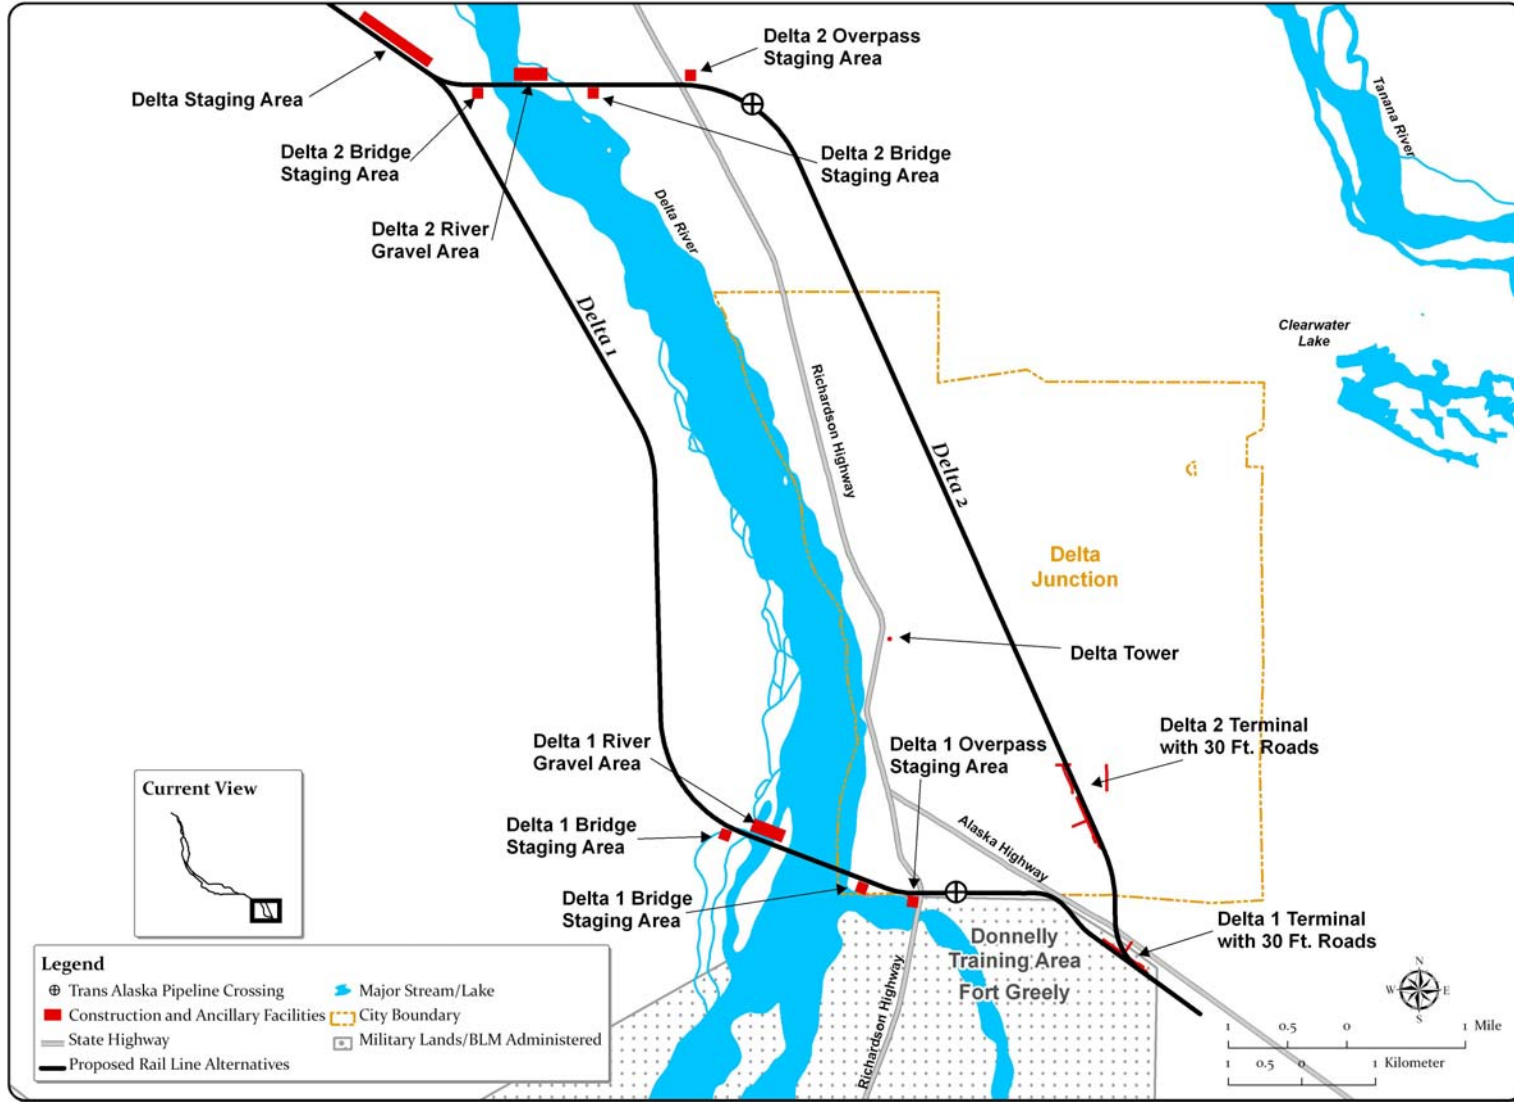 Delta 2 Overpass
Staging Area
Delta Staging Area
Delta 2 Bridge
Staging Area
Delta 2 Bridge
Staging Area
Delta 2 River
Gravel Area
Delta River
Tanana River
Delta 1
Clearwater
Lake
Richardson Highway
Delta 2
Delta
Junction
Delta Tower
Delta 2 Terminal
with 30 Ft. Roads
Delta 1 River
Gravel Area
Delta 1 Overpass
Staging Area
Delta 1 Bridge
Staging Area
Alaska Highway
Delta 1 Bridge
Staging Area
Delta 1 Terminal
with 30 Ft. Roads
Donnelly
Training Area
Fort Greely
Richardson Highway
Current View
Legend
Trans Alaska Pipeline Crossing
Major Stream/Lake
Construction and Ancillary Facilities
City Boundary
State Highway
Military Lands/BLM Administered
Proposed Rail Line Alternatives
N
W E
S
1 0.5 0 1 Mile
1 0.5 0 1 Kilometer